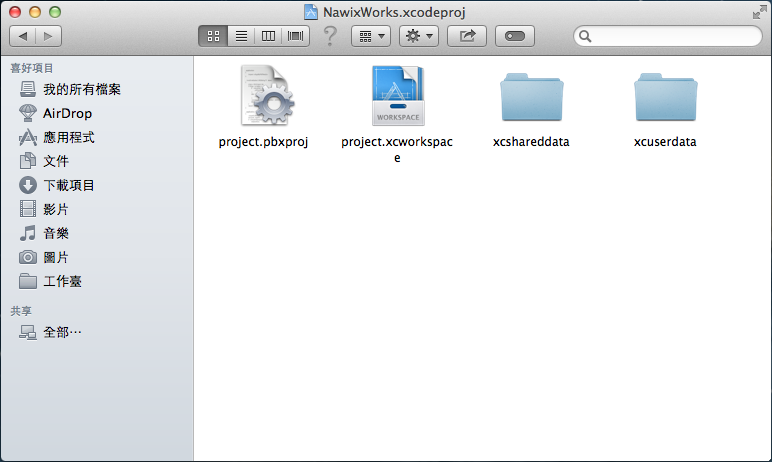 NawixWorks.xcodeproj
喜好項目
我的所有檔案
AirDrop
應用程式
文件
下載項目
影片
音樂
圖片
工作臺
共享
全部…
project.pbxproj
WORKSPACE
project.xcworkspac
e
xcshareddata
xcuserdata